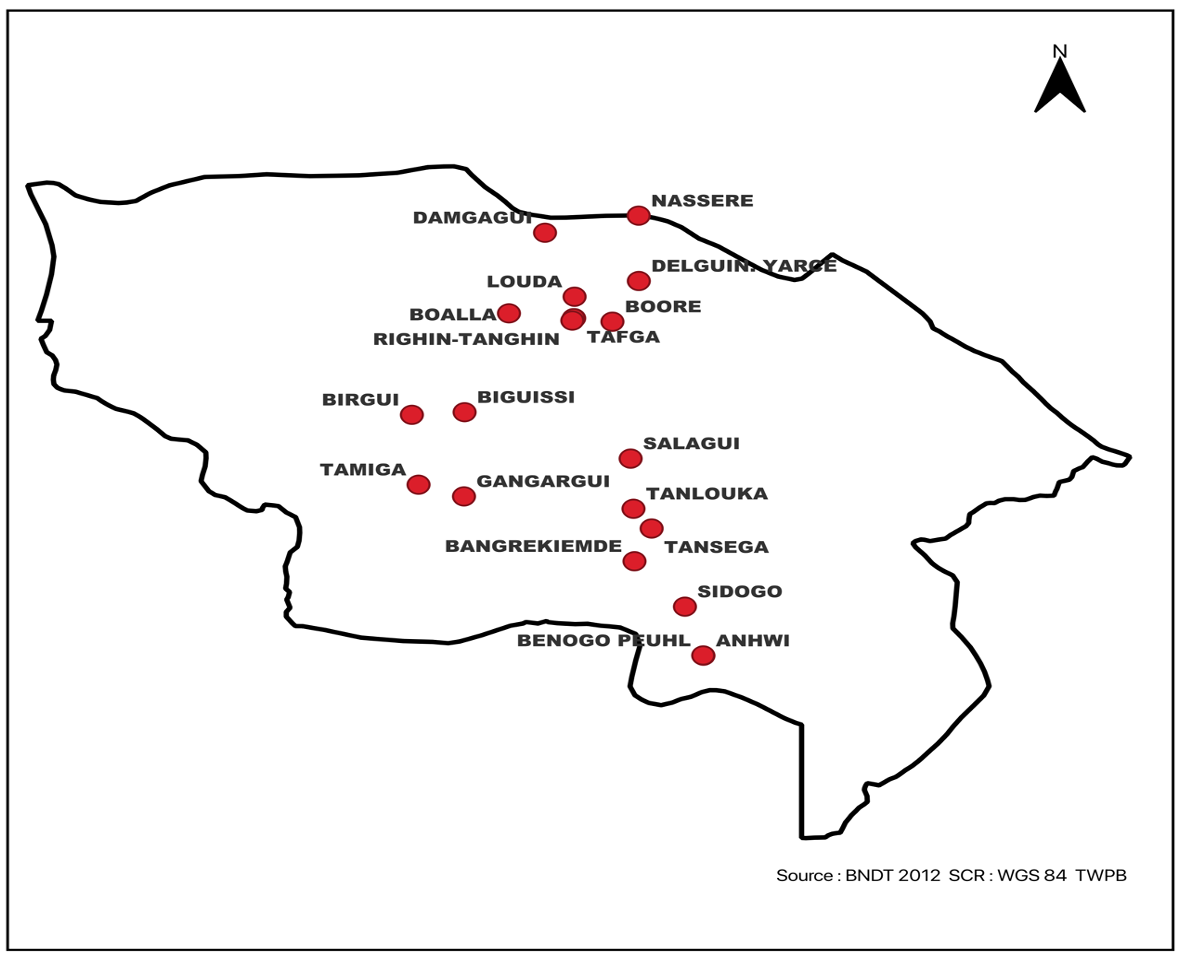 N
NASSERE
DAMGAGUI
DELGUIN. YARCE
LOUDA
BOORE
BOALLA
RIGHIN-TANGHIN
TAFGA
BIRGUI
BIGUISSI
SALAGUI
TAMIGA
GANGARGUI
TANLOUKA
BANGREKIEMDE
TANSEGA
SIDOGO
BENOGO PEUHL
ANHWI
Source : BNDT 2012 SCR : WGS 84 TWPB